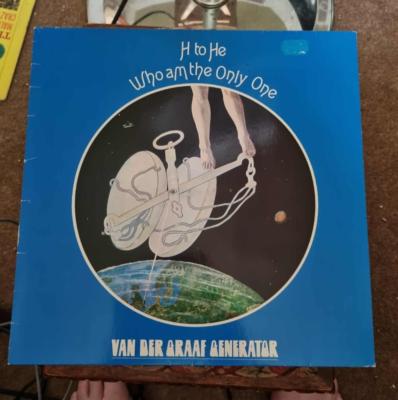 H to He
Who am the Only One
VAN DER GRAAF GENERATOR